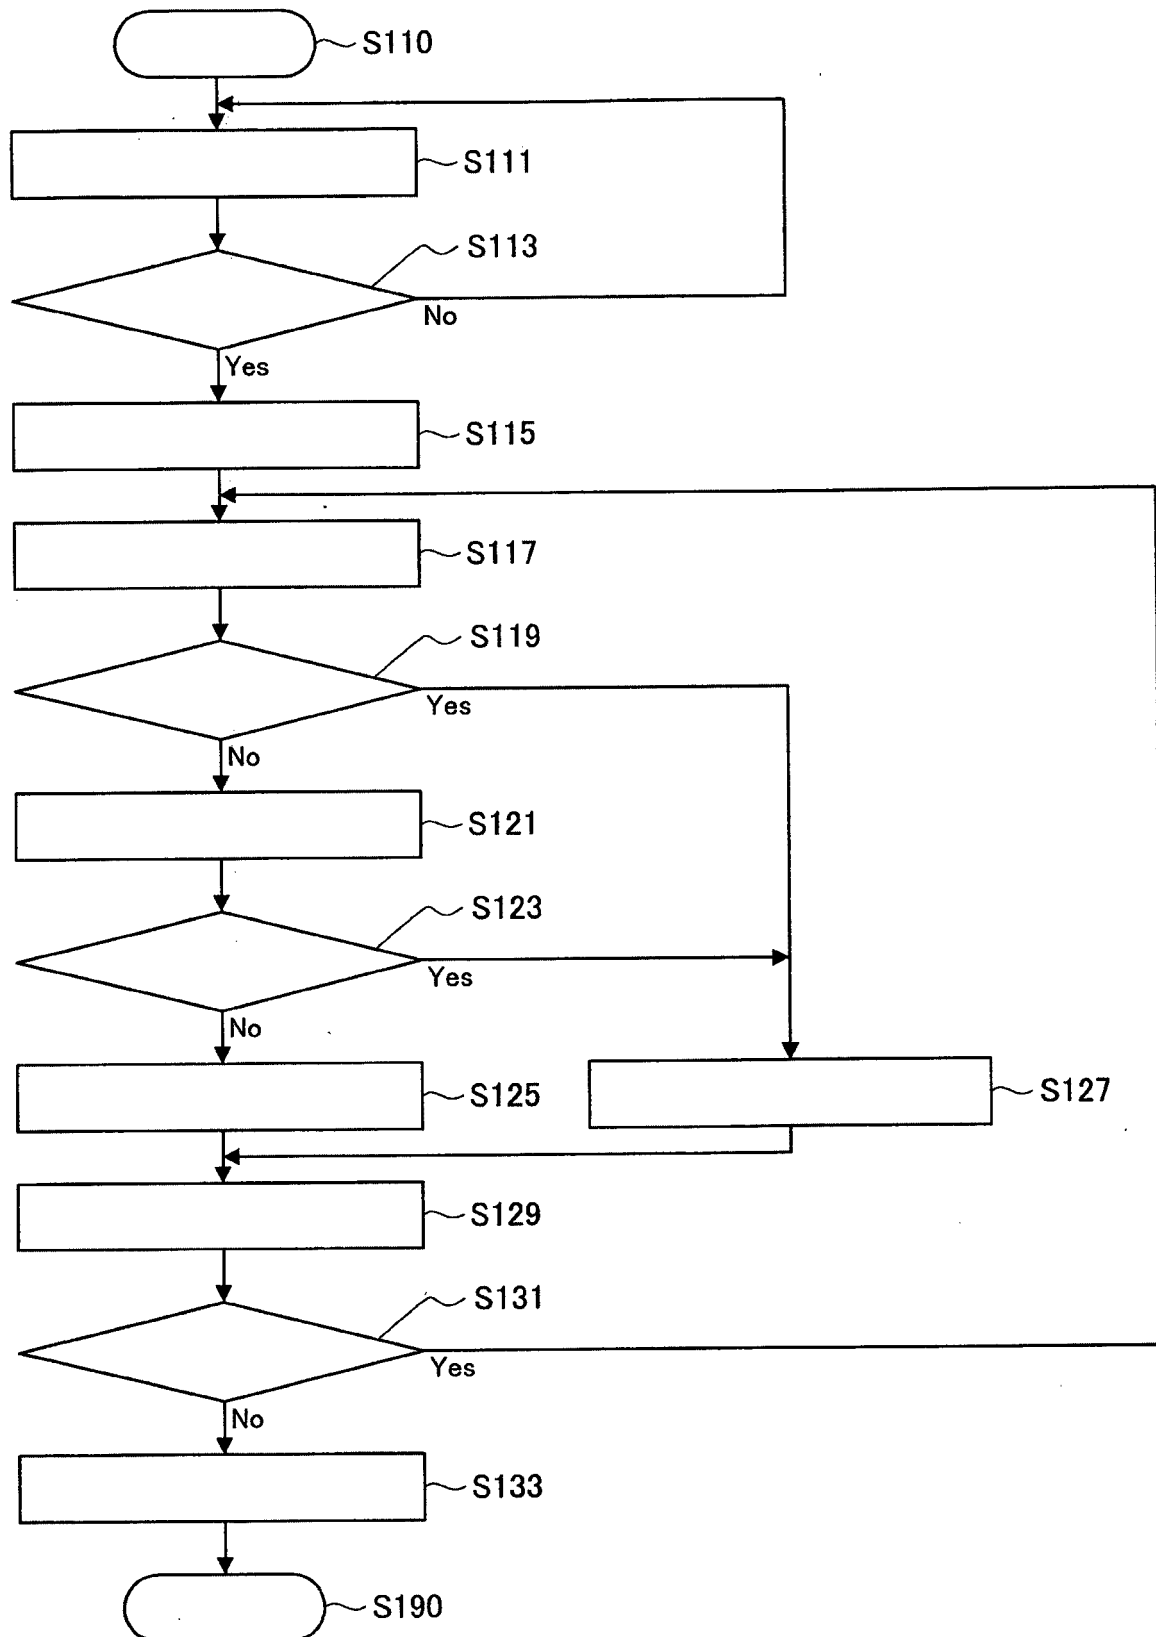 S110
S111
S113
No
Yes
S115
S117
S119
Yes
No
S121
S123
Yes
No
S125
S127
S129
S131
Yes
No
S133
S190